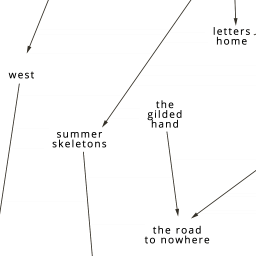 letters
home
west
the
gilded
hand
summer
skeletons
the road
to nowhere